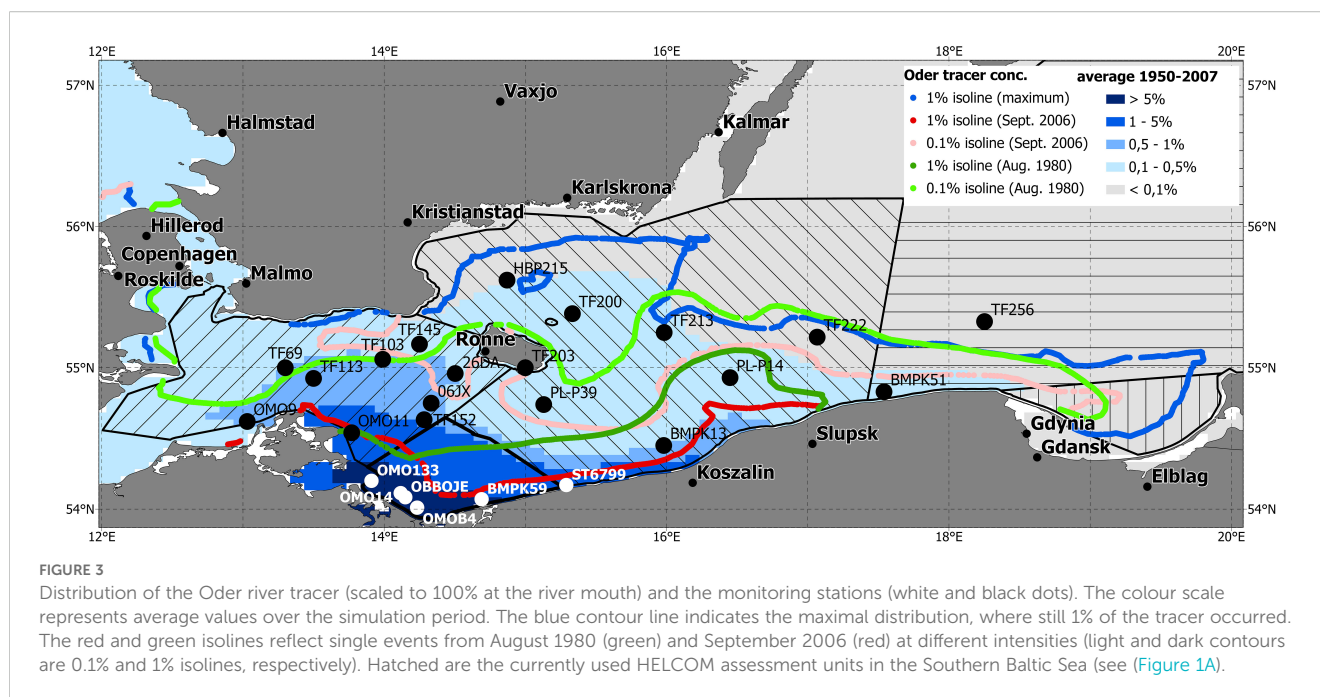 12°E 14°E 16°E 18°E 20°E
57°N 57°N
Oder tracer conc. average 1950-2007
1% isoline (maximum) > 5%
1% isoline (Sept. 2006) 1 - 5%
0.1% isoline (Sept. 2006) 0,5 - 1%
1% isoline (Aug. 1980) 0,1 - 0,5%
0.1% isoline (Aug. 1980) < 0,1%
Vaxjo
Halmstad
Kalmar
Karlskrona
Kristianstad
56°N 56°N
Hillerod
Copenhagen
Roskilde
Malmo
HBP215
TF200
TF256
TF213
TF222
TF145
Ronne
TF103
TF69
TF113
26DA
TF203
55°N 55°N
PL-P14
BMPK51
06JX
PL-P39
OMO9
OMO11
TF152
BMPK13
Slupsk
Gdynia
Gdansk
Koszalin
Elblag
OMO133
ST6799
OMO14
OBBOJE
BMPK59
OMOB4
54°N 54°N
12°E 14°E 16°E 18°E 20°E
FIGURE 3
Distribution of the Oder river tracer (scaled to 100% at the river mouth) and the monitoring stations (white and black dots). The colour scale
represents average values over the simulation period. The blue contour line indicates the maximal distribution, where still 1% of the tracer occurred.
The red and green isolines reflect single events from August 1980 (green) and September 2006 (red) at different intensities (light and dark contours
are 0.1% and 1% isolines, respectively). Hatched are the currently used HELCOM assessment units in the Southern Baltic Sea (see (Figure 1A).